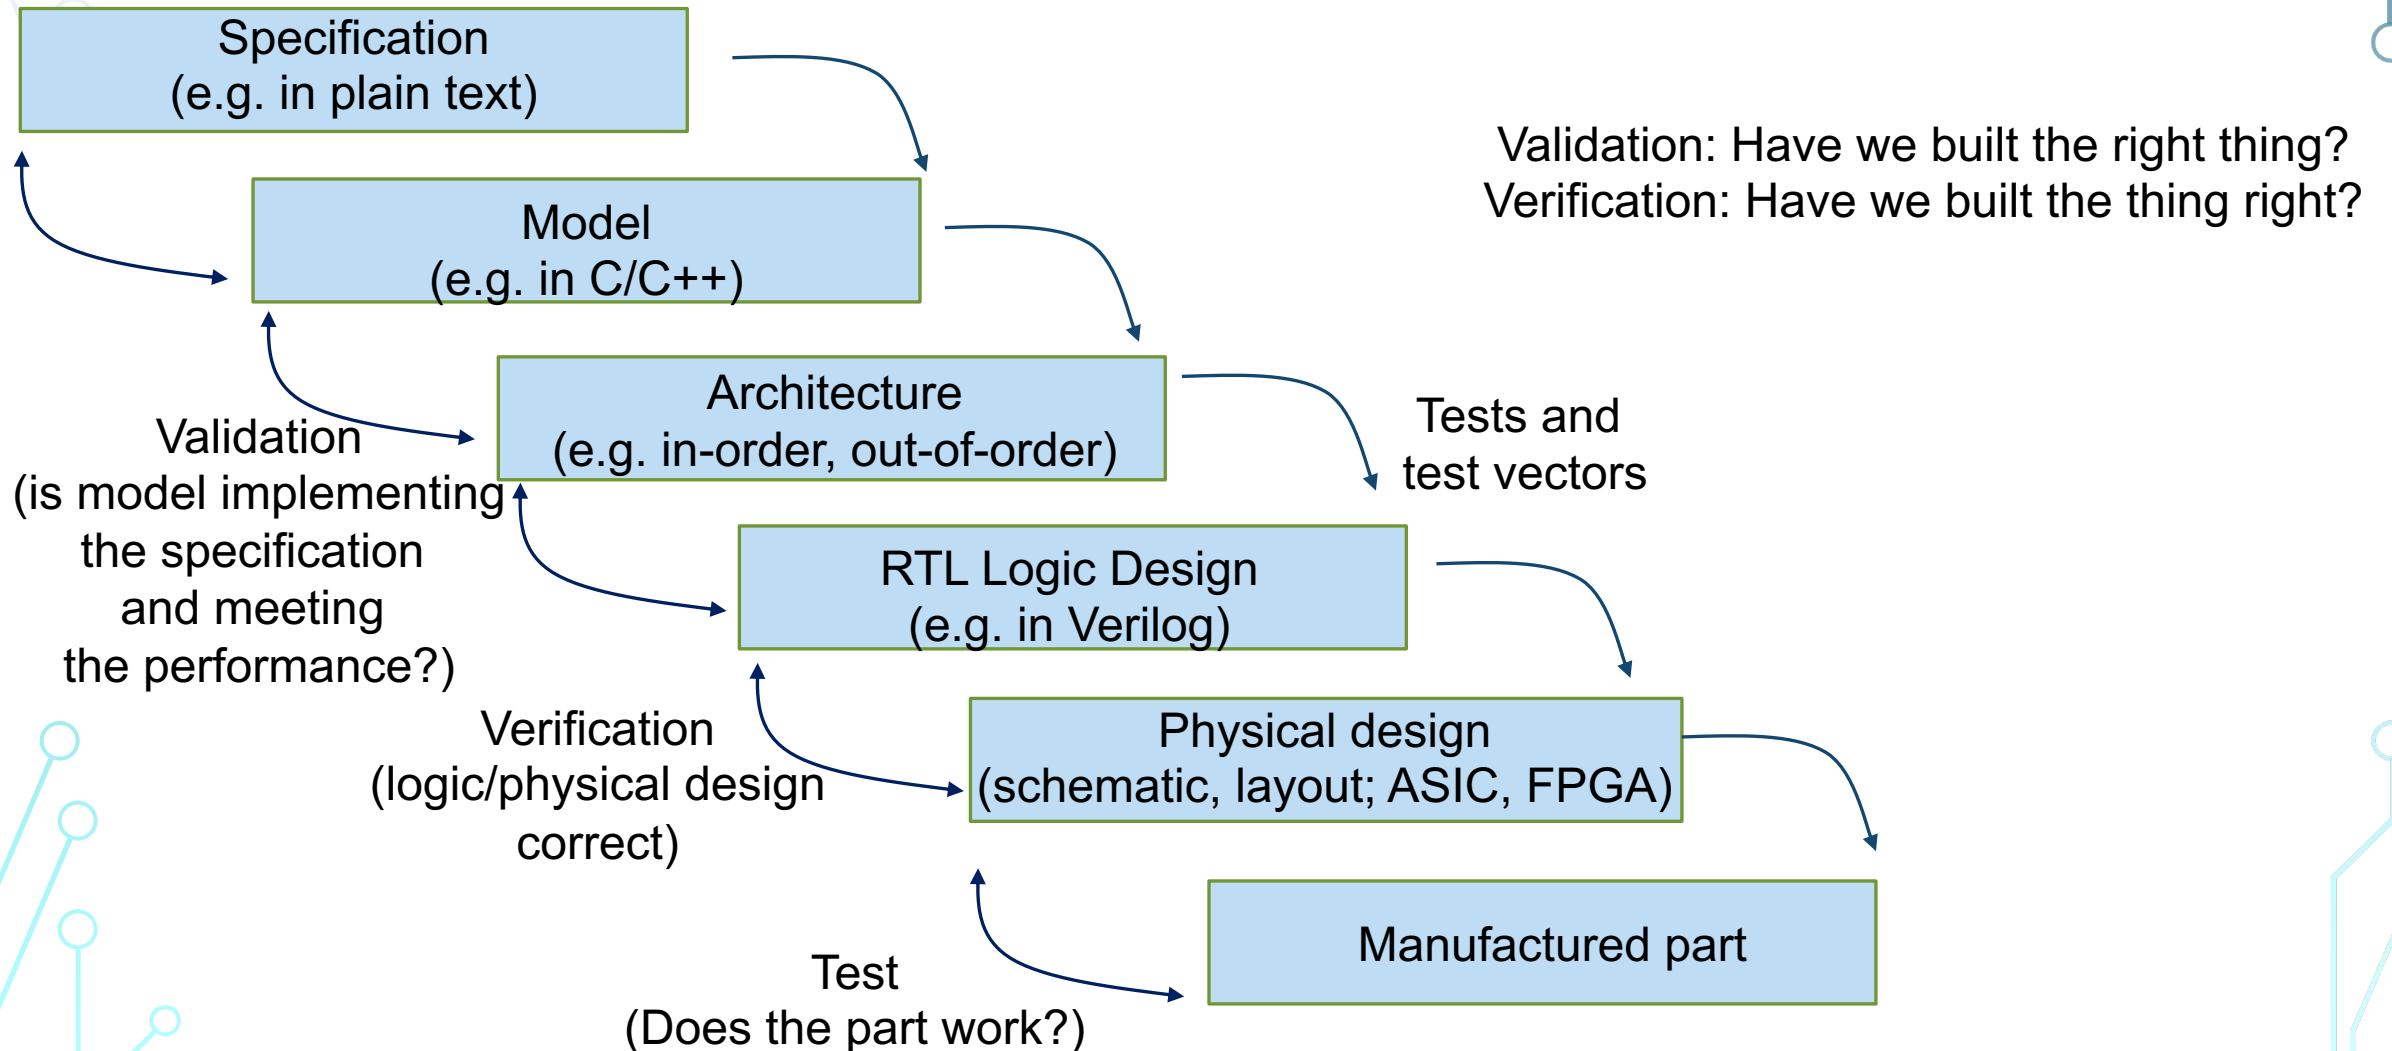 Specification
(e.g. in plain text)
Validation: Have we built the right thing?
Verification: Have we built the thing right?
Model
(e.g. in C/C++)
Architecture
(e.g. in-order, out-of-order)
Tests and
test vectors
Validation
(is model implementing
the specification
and meeting
the performance?)
RTL Logic Design
(e.g. in Verilog)
Verification
(logic/physical design
correct)
Physical design
(schematic, layout; ASIC, FPGA)
Manufactured part
Test
(Does the part work?)